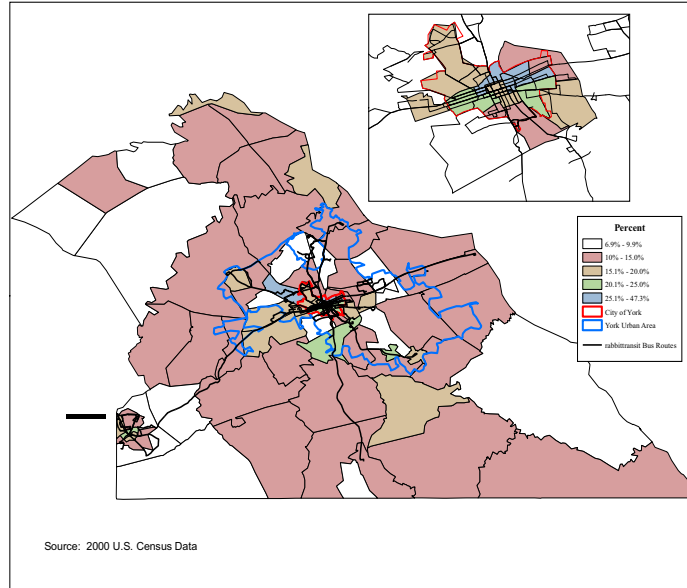 Percent
6.9% - 9.9%
10% - 15.0%
15.1% - 20.0%
20.1% - 25.0%
25.1% - 47.3%
City of York
York Urban Area
rabbittransit Bus Routes
Source: 2000 U.S. Census Data